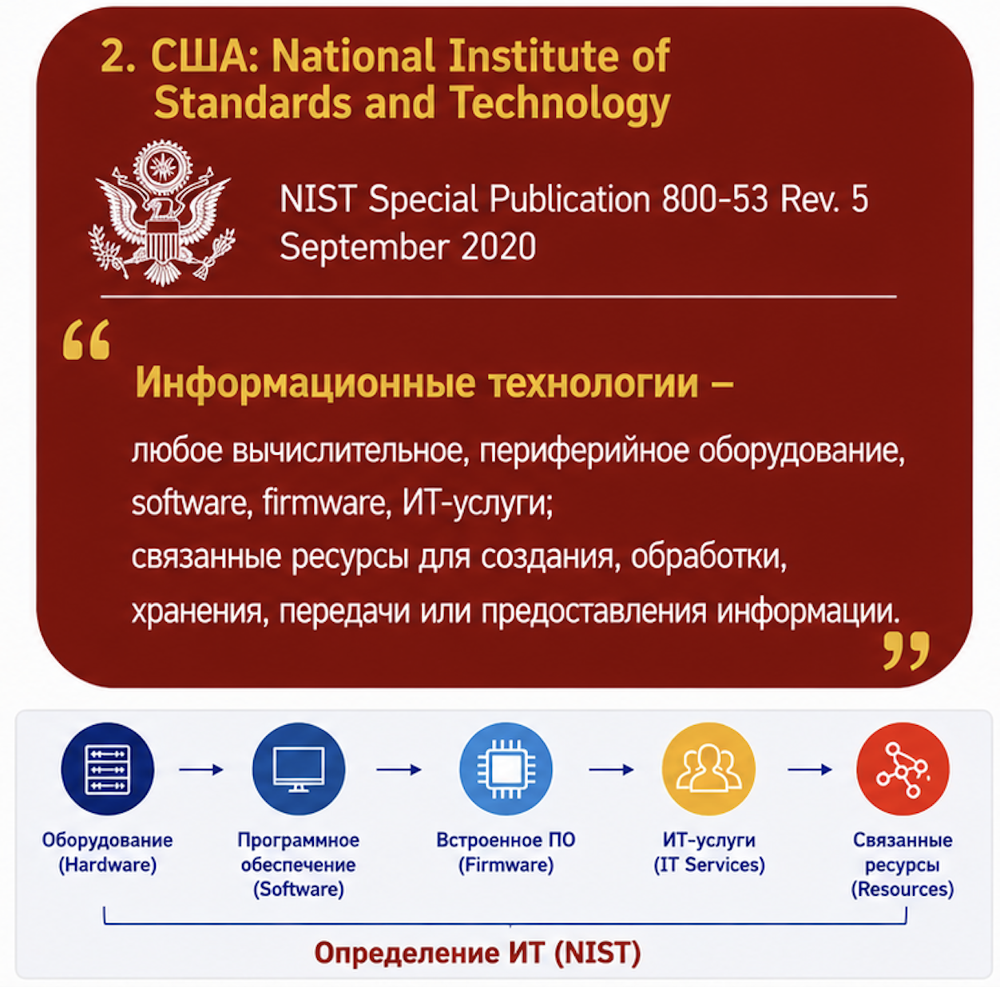 2. США: National Institute of
Standards and Technology
NIST Special Publication 800-53 Rev. 5
September 2020
“
Информационные технологии –
любое вычислительное, периферийное оборудование,
software, firmware, ИТ-услуги;
связанные ресурсы для создания, обработки,
хранения, передачи или предоставления информации.
”
Оборудование
(Hardware)
Программное
обеспечение
(Software)
Встроенное ПО
(Firmware)
ИТ-услуги
(IT Services)
Связанные
ресурсы
(Resources)
Определение ИТ (NIST)